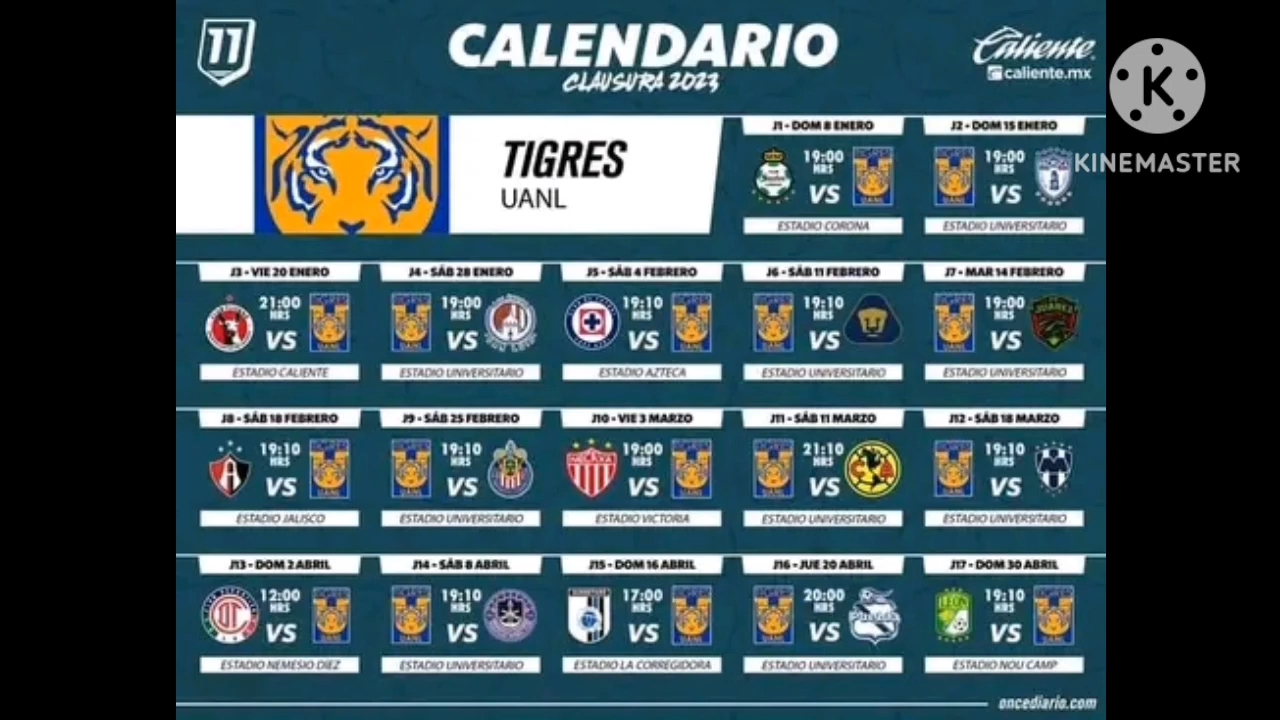 11
CALENDARIO
CLAUSURA 2023
Caliente
caliente.mx
K
KINEMASTER
TIGRES
UANL
J1 - DOM 8 ENERO
19:00
HRS
VS
ESTADIO CORONA
J2 - DOM 15 ENERO
19:00
HRS
VS
ESTADIO UNIVERSITARIO
J3 - VIE 20 ENERO
21:00
HRS
VS
ESTADIO CALIENTE
J4 - SÁB 28 ENERO
19:00
HRS
VS
ESTADIO UNIVERSITARIO
J5 - SÁB 4 FEBRERO
19:10
HRS
VS
ESTADIO AZTECA
J6 - SÁB 11 FEBRERO
19:10
HRS
VS
ESTADIO UNIVERSITARIO
J7 - MAR 14 FEBRERO
19:00
HRS
VS
JUAREZ
ESTADIO UNIVERSITARIO
J8 - SÁB 18 FEBRERO
19:10
HRS
VS
ESTADIO JALISCO
J9 - SÁB 25 FEBRERO
19:10
HRS
VS
ESTADIO UNIVERSITARIO
J10 - VIE 3 MARZO
NECAXA
19:00
HRS
VS
ESTADIO VICTORIA
J11 - SÁB 11 MARZO
21:10
HRS
VS
ESTADIO UNIVERSITARIO
J12 - SÁB 18 MARZO
19:10
HRS
VS
ESTADIO UNIVERSITARIO
J13 - DOM 2 ABRIL
12:00
HRS
VS
ESTADIO NEMESIO DÍEZ
J14 - SÁB 8 ABRIL
19:10
HRS
VS
ESTADIO UNIVERSITARIO
J15 - DOM 16 ABRIL
17:00
HRS
VS
ESTADIO LA CORREGIDORA
J16 - JUE 20 ABRIL
20:00
HRS
VS
Puebla
ESTADIO UNIVERSITARIO
J17 - DOM 30 ABRIL
LEÓN
19:10
HRS
VS
ESTADIO NOU CAMP
oncediario.com